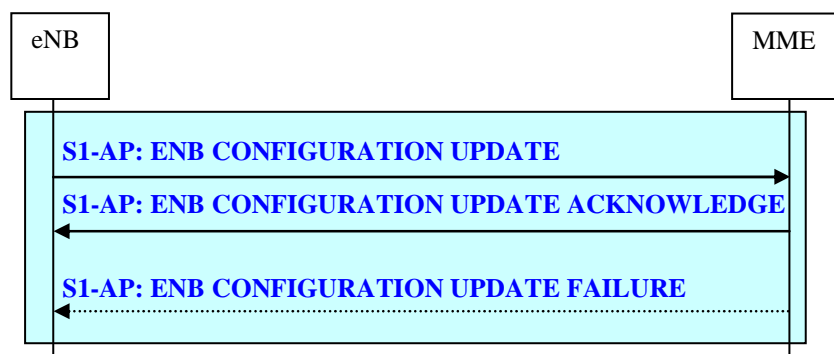 eNB
MME
S1-AP: ENB CONFIGURATION UPDATE
S1-AP: ENB CONFIGURATION UPDATE ACKNOWLEDGE
S1-AP: ENB CONFIGURATION UPDATE FAILURE